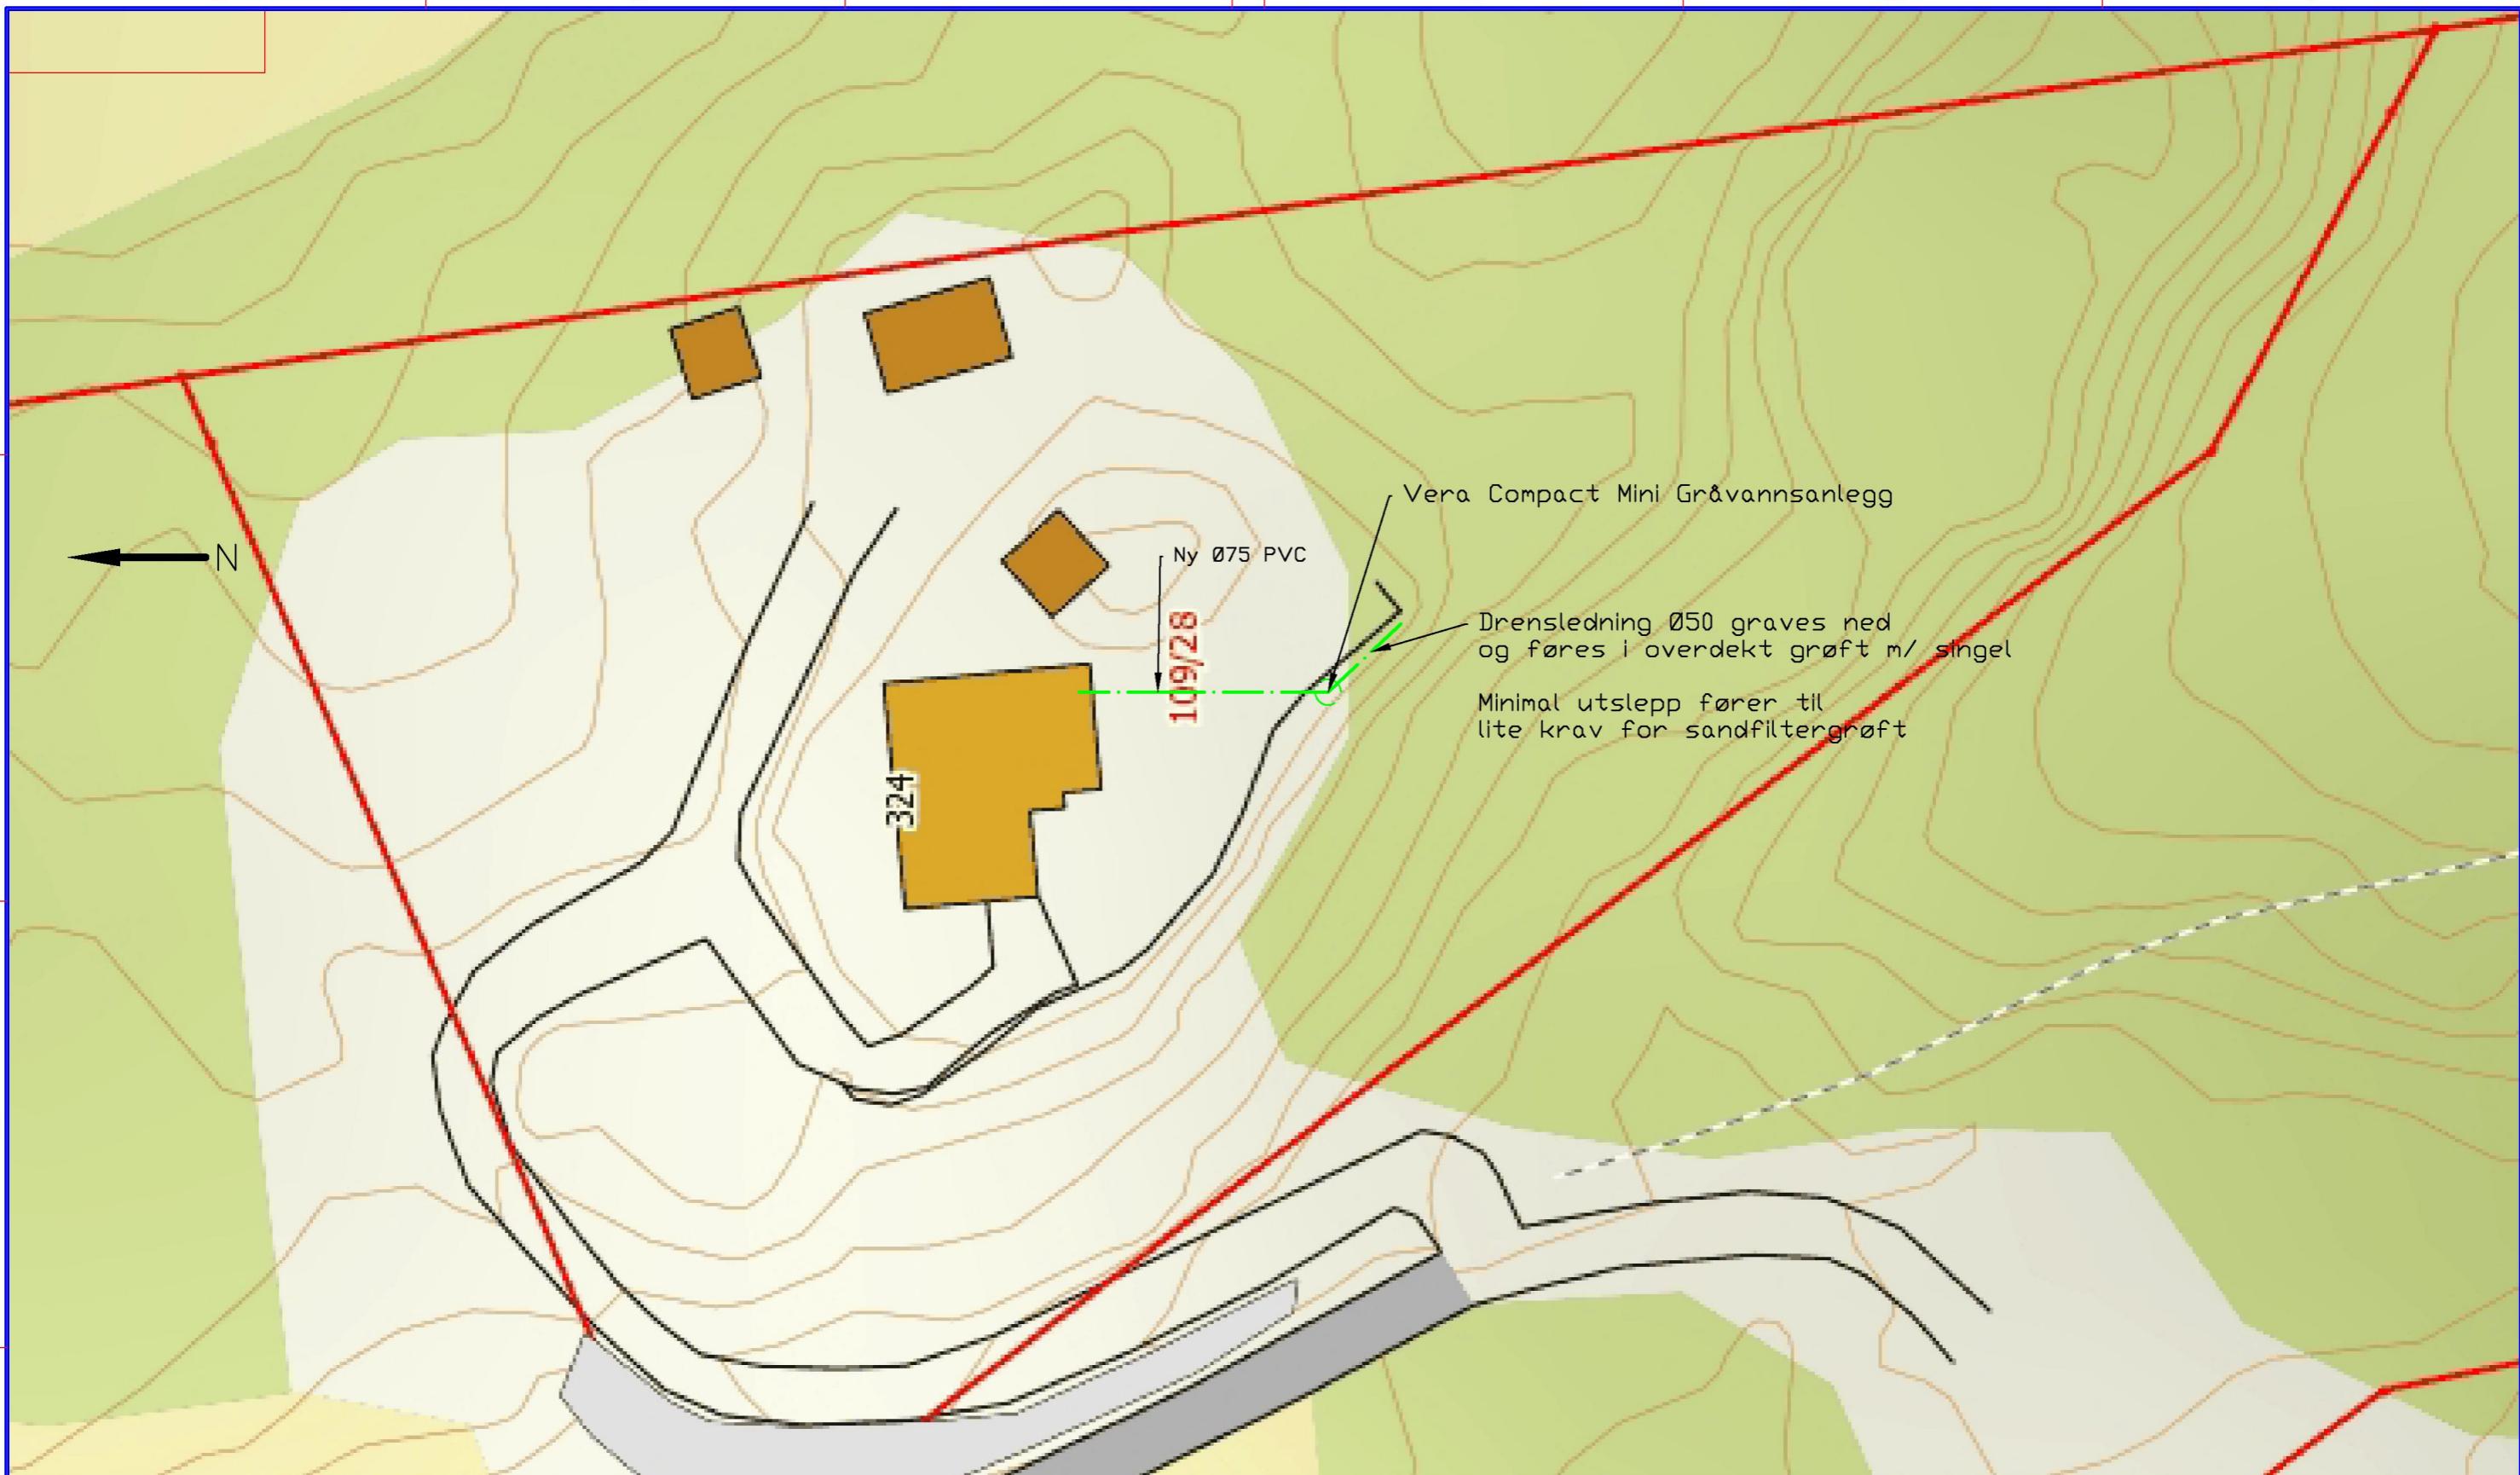 Vera Compact Mini Gråvannsanlegg
N
Ny Ø75 PVC
109/28
Drensledning Ø50 graves ned
og føres i overdekt grøft m/ singel
Minimal utslepp fører til
lite krav for sandfiltergrøft
324